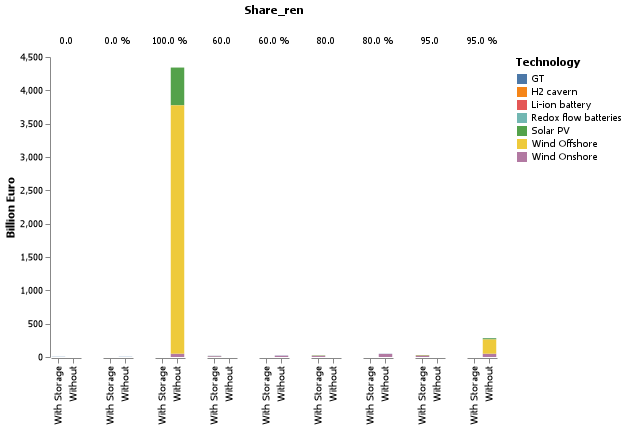 Share_ren
0.0 0.0 % 100.0 % 60.0 60.0 % 80.0 80.0 % 95.0 95.0 %
Billion Euro
4,500
4,000
3,500
3,000
2,500
2,000
1,500
1,000
500
0
With Storage
Without
With Storage
Without
With Storage
Without
With Storage
Without
With Storage
Without
With Storage
Without
With Storage
Without
With Storage
Without
With Storage
Without
Technology
GT
H2 cavern
Li-ion battery
Redox flow batteries
Solar PV
Wind Offshore
Wind Onshore